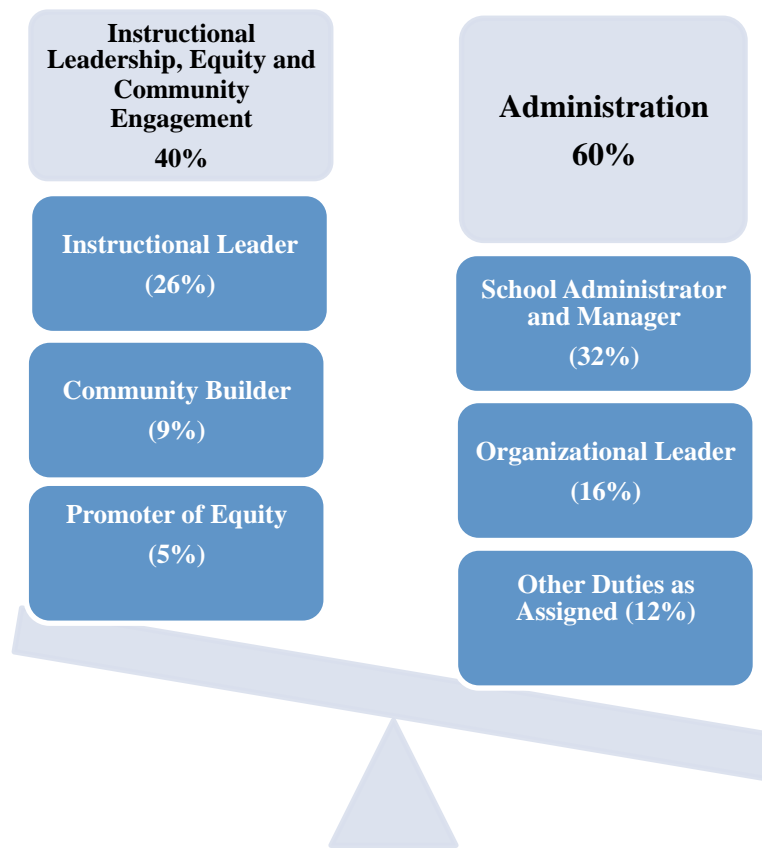 Instructional
Leadership, Equity and
Community
Engagement
40%
Instructional Leader
(26%)
Community Builder
(9%)
Promoter of Equity
(5%)
Administration
60%
School Administrator
and Manager
(32%)
Organizational Leader
(16%)
Other Duties as
Assigned (12%)